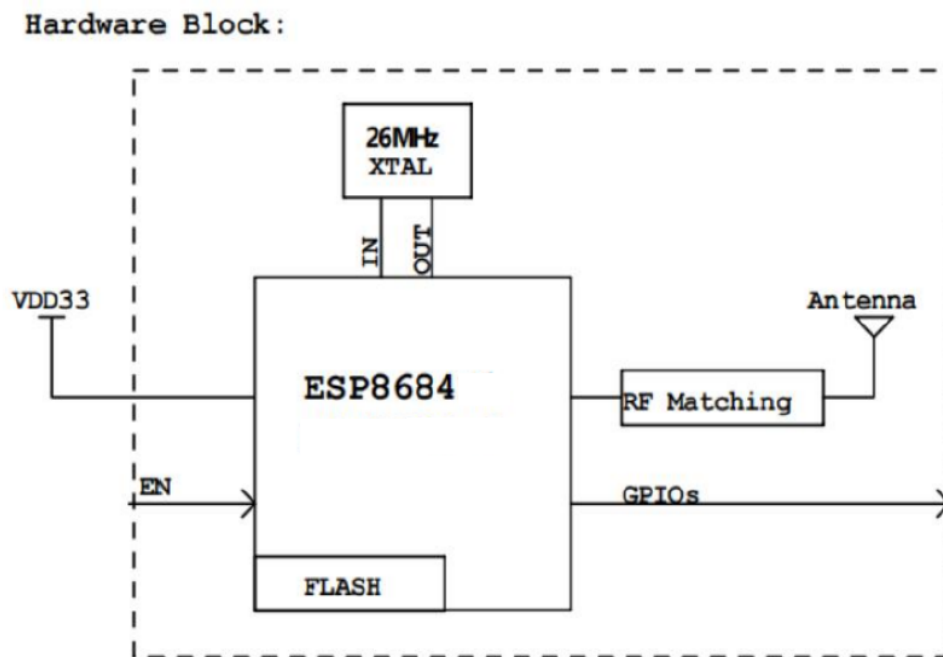 Hardware Block:
26MHz
XTAL
IN
OUT
VDD33
Antenna
ESP8684
RF Matching
EN
GPIOs
FLASH